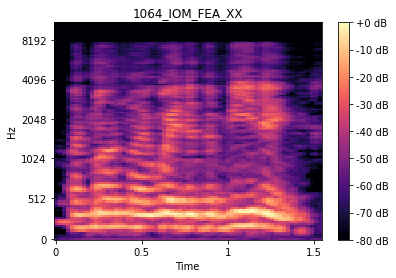 1064_IOM_FEA_XX
+0 dB
8192
-10 dB
4096
-20 dB
-30 dB
2048
Hz
-40 dB
1024
-50 dB
512
-60 dB
-70 dB
0
-80 dB
0
0.5
1
1.5
Time